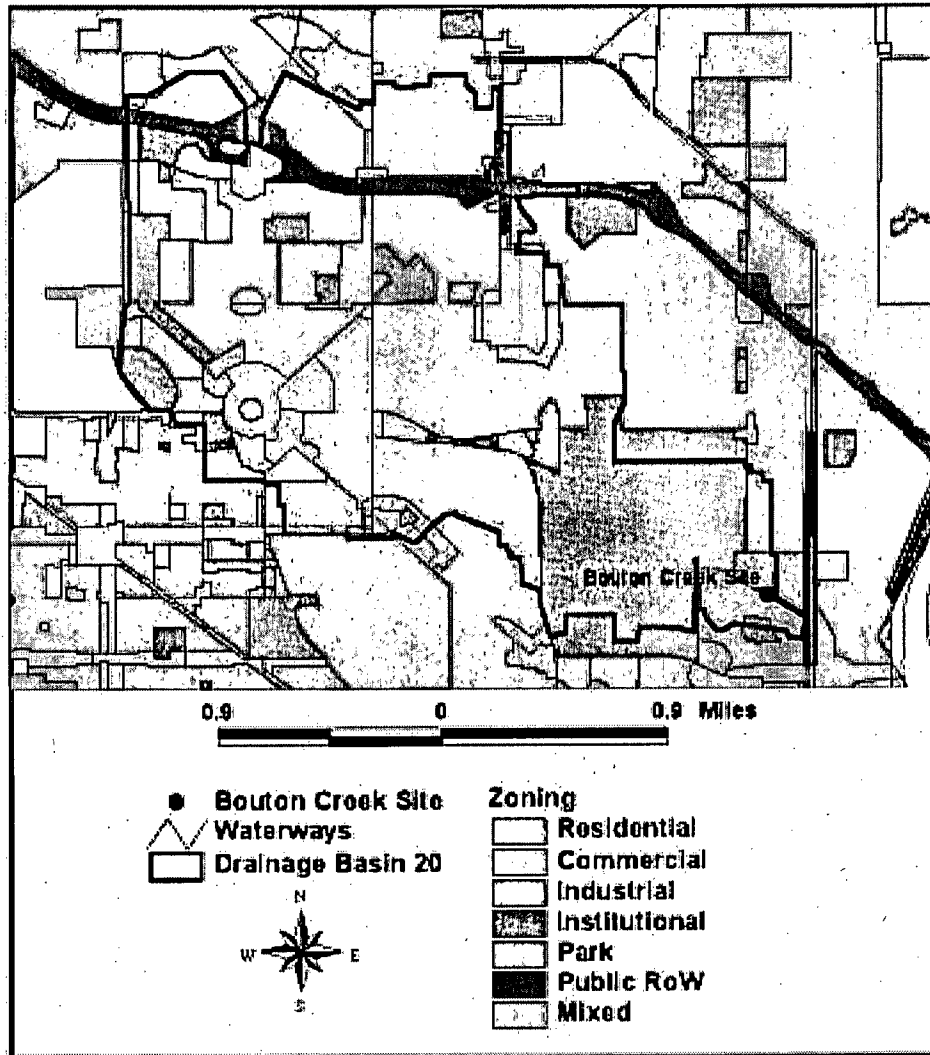 Bouton Creek Site
0.9 0 0.9 Miles
Bouton Creek Site
Waterways
Drainage Basin 20
N
W E
S
Zoning
Residential
Commercial
Industrial
Institutional
Park
Public RoW
Mixed